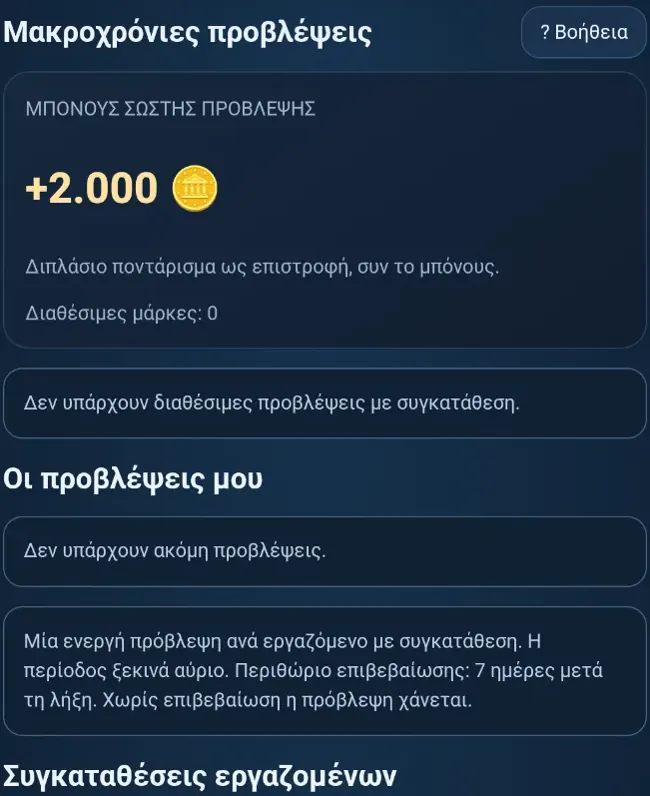 Μακροχρόνιες προβλέψεις
? Βοήθεια
ΜΠΟΝΟΥΣ ΣΩΣΤΗΣ ΠΡΟΒΛΕΨΗΣ
+2.000
Διπλάσιο ποντάρισμα ως επιστροφή, συν το μπόνους.
Διαθέσιμες μάρκες: 0
Δεν υπάρχουν διαθέσιμες προβλέψεις με συγκατάθεση.
Οι προβλέψεις μου
Δεν υπάρχουν ακόμη προβλέψεις.
Μία ενεργή πρόβλεψη ανά εργαζόμενο με συγκατάθεση. Η
περίοδος ξεκινά αύριο. Περιθώριο επιβεβαίωσης: 7 ημέρες μετά
τη λήξη. Χωρίς επιβεβαίωση η πρόβλεψη χάνεται.
Συγκαταθέσεις εργαζομένων